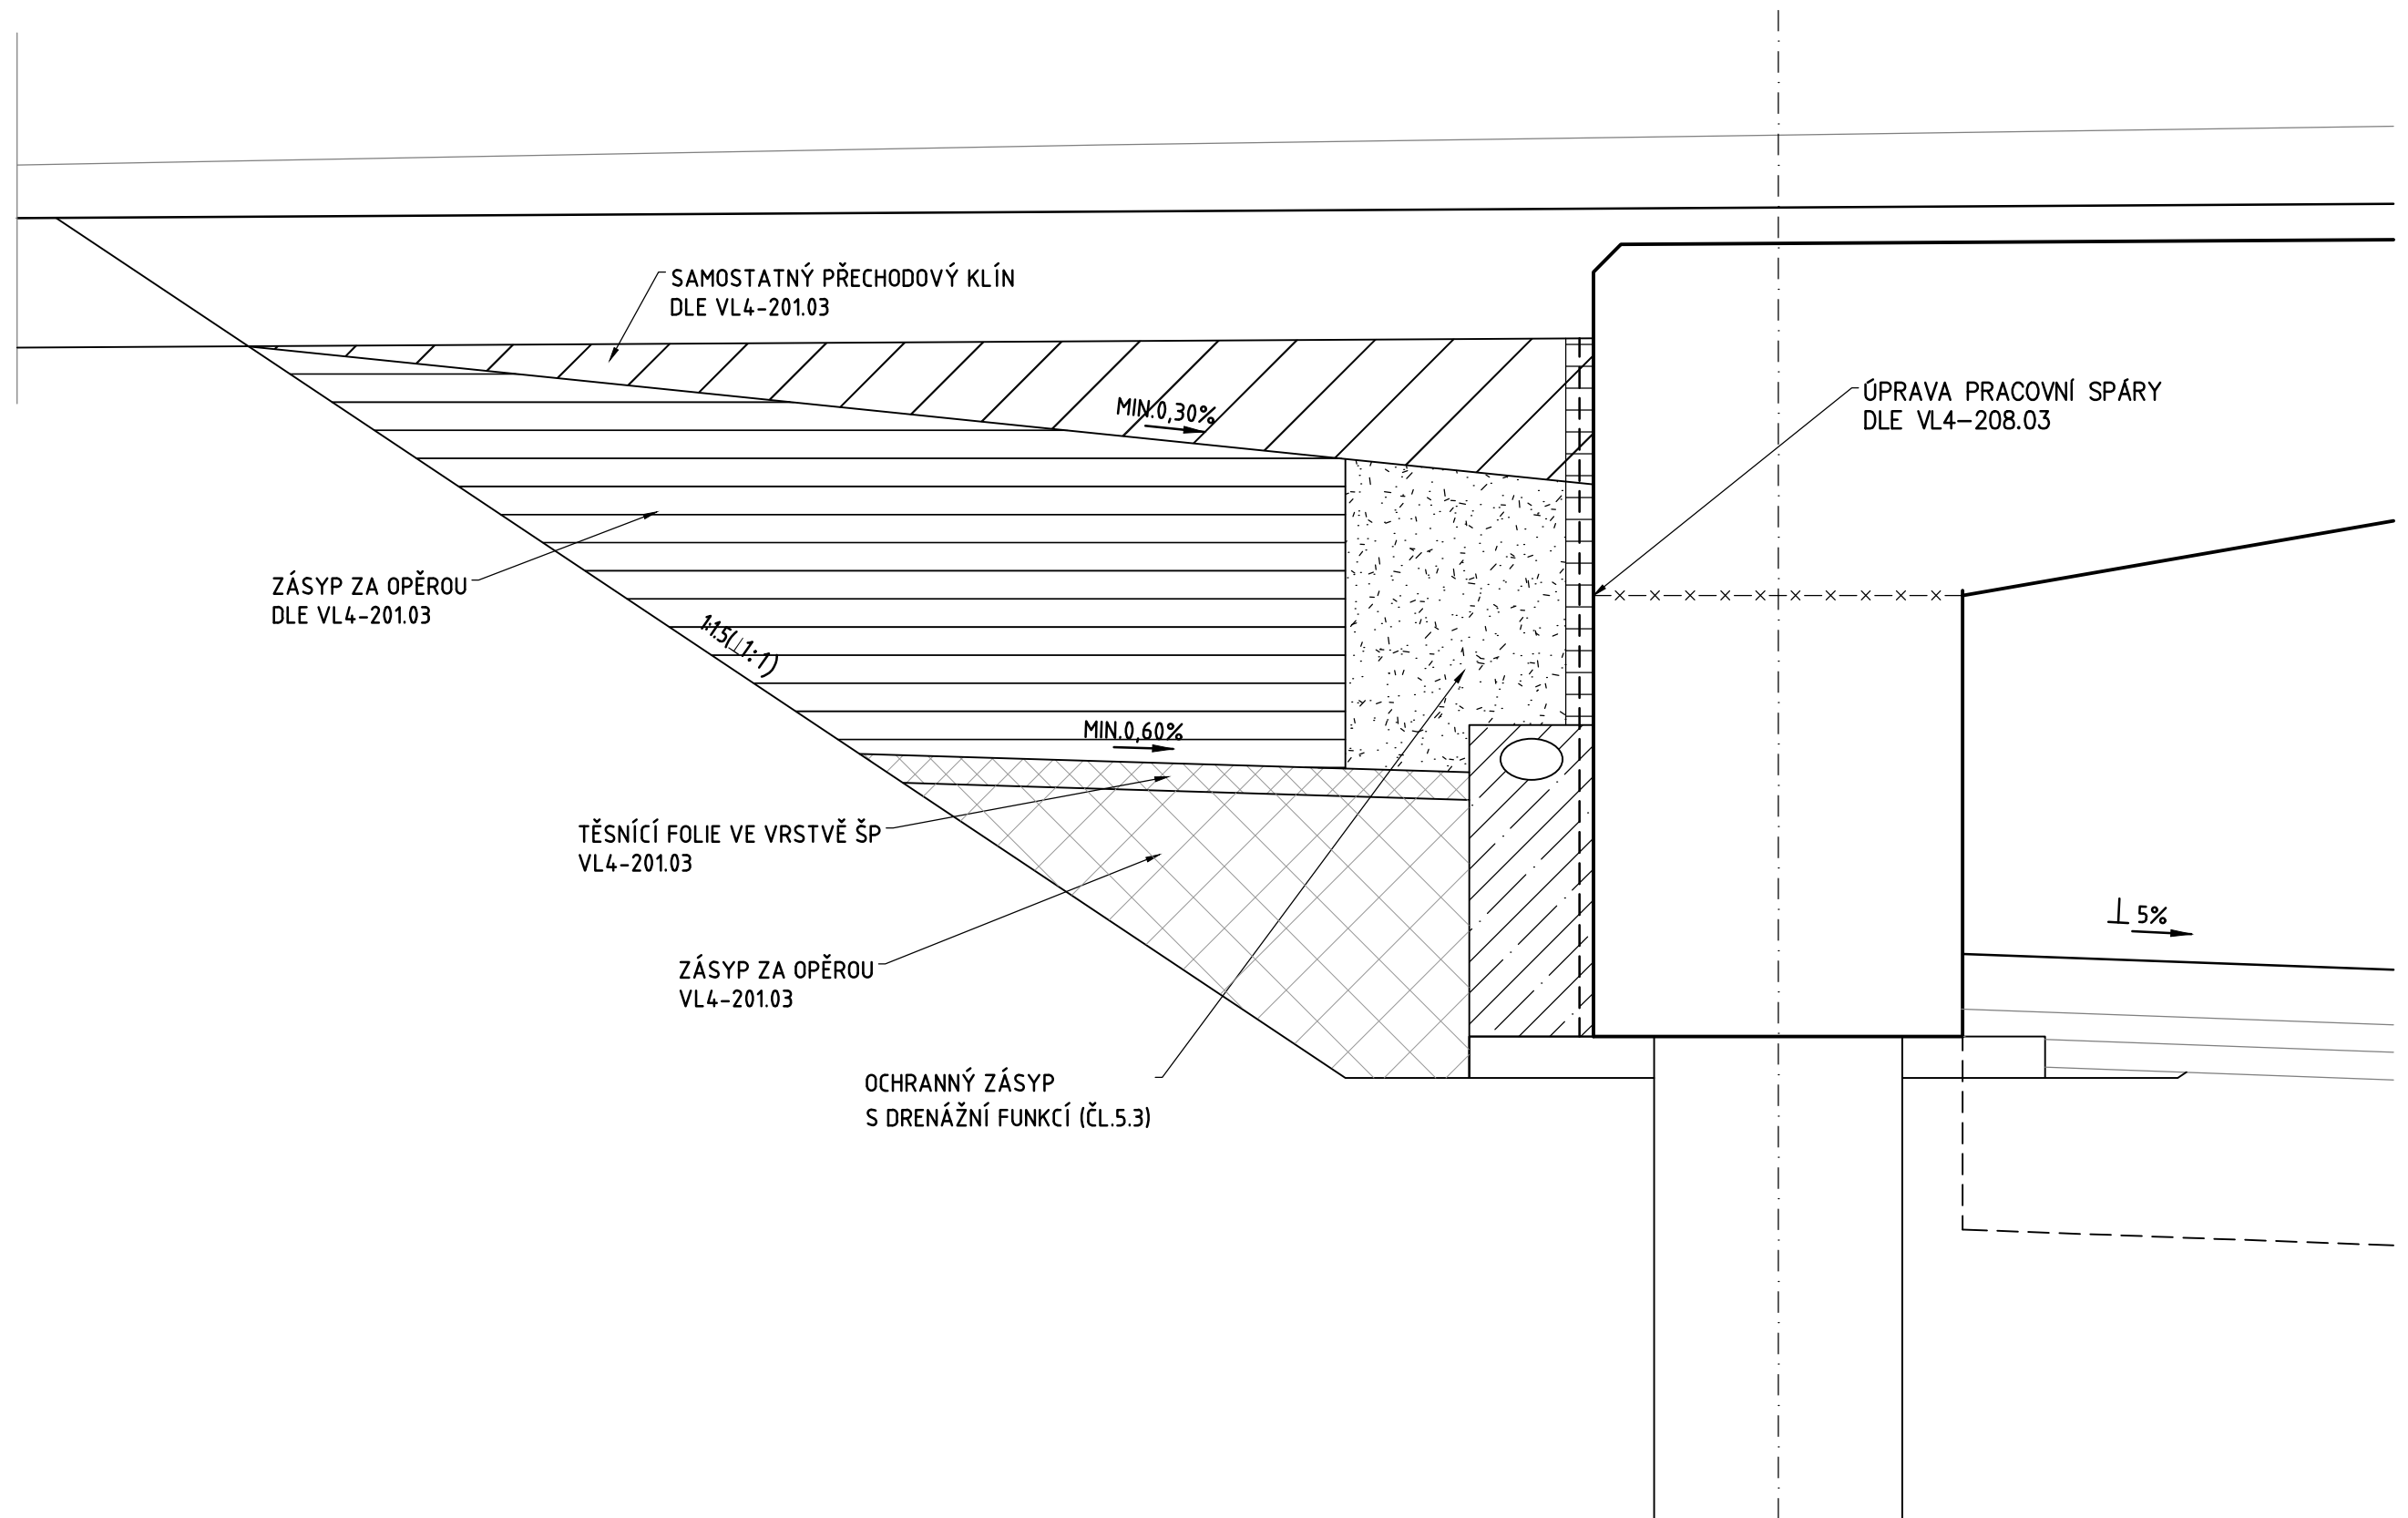 SAMOSTATNÝ PŘECHODOVÝ KLÍN
DLE VL4-201.03
ÚPRAVA PRACOVNÍ SPÁRY
DLE VL4-208.03
MIN.0,30%
ZÁSYP ZA OPĚROU
DLE VL4-201.03
1:1.5(⊥1:1)
MIN.0,60%
TĚSNÍCÍ FOLIE VE VRSTVĚ ŠP
VL4-201.03
⊥ 5%
ZÁSYP ZA OPĚROU
VL4-201.03
OCHRANNÝ ZÁSYP
S DRENÁŽNÍ FUNKCÍ (ČL.5.3)